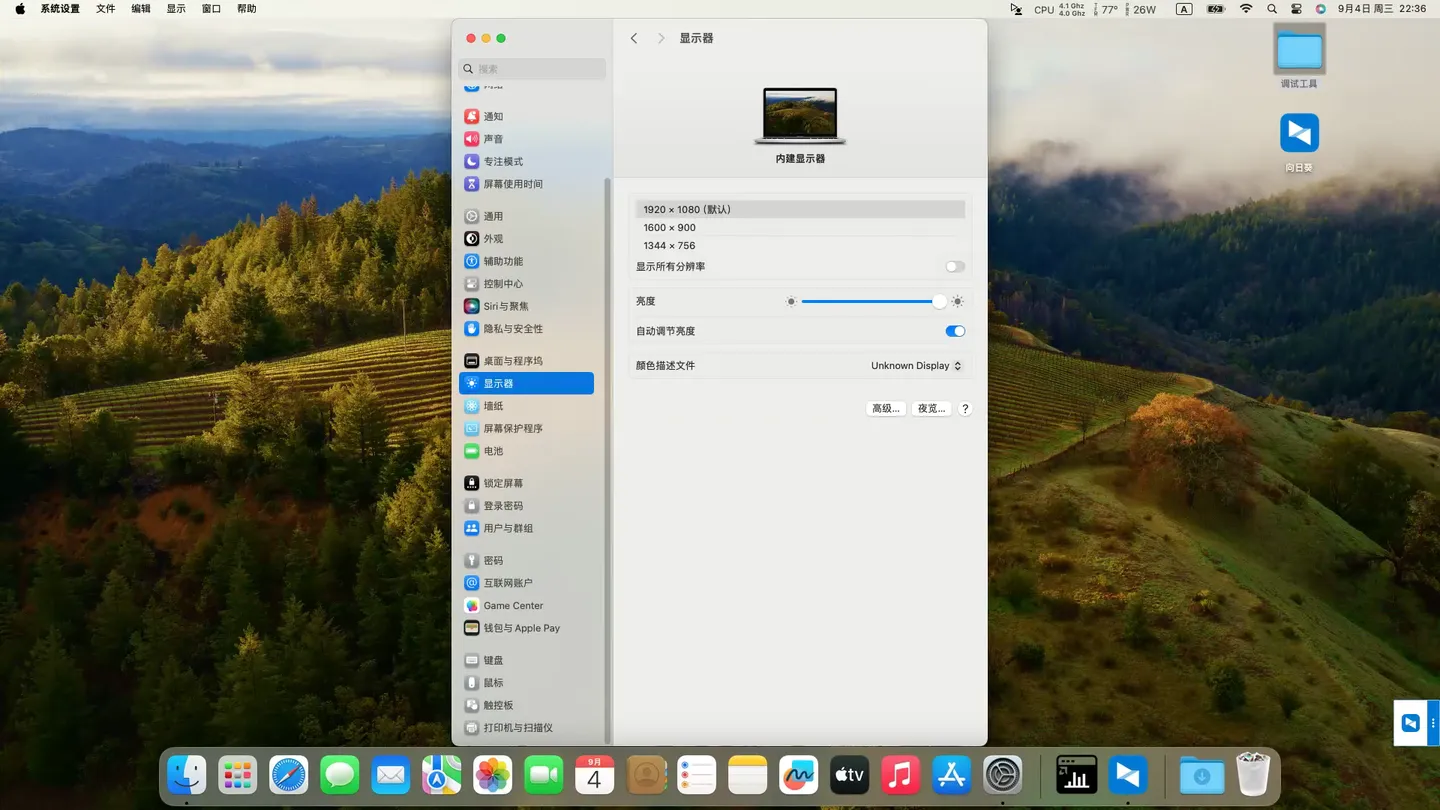 系统设置 文件 编辑 显示 窗口 帮助
CPU 4.1 Ghz 4.0 Ghz 77° 26W A 9月4日 周三 22:36
显示器
搜索
网络
通知
声音
专注模式
屏幕使用时间
通用
外观
辅助功能
控制中心
Siri与聚焦
隐私与安全性
桌面与程序坞
显示器
墙纸
屏幕保护程序
电池
锁定屏幕
登录密码
用户与群组
密码
互联网账户
Game Center
钱包与 Apple Pay
键盘
鼠标
触控板
打印机与扫描仪
内建显示器
1920 × 1080 (默认)
1600 × 900
1344 × 756
显示所有分辨率
亮度
自动调节亮度
颜色描述文件 Unknown Display
高级... 夜览... ?
调试工具
向日葵
9月
4
tv